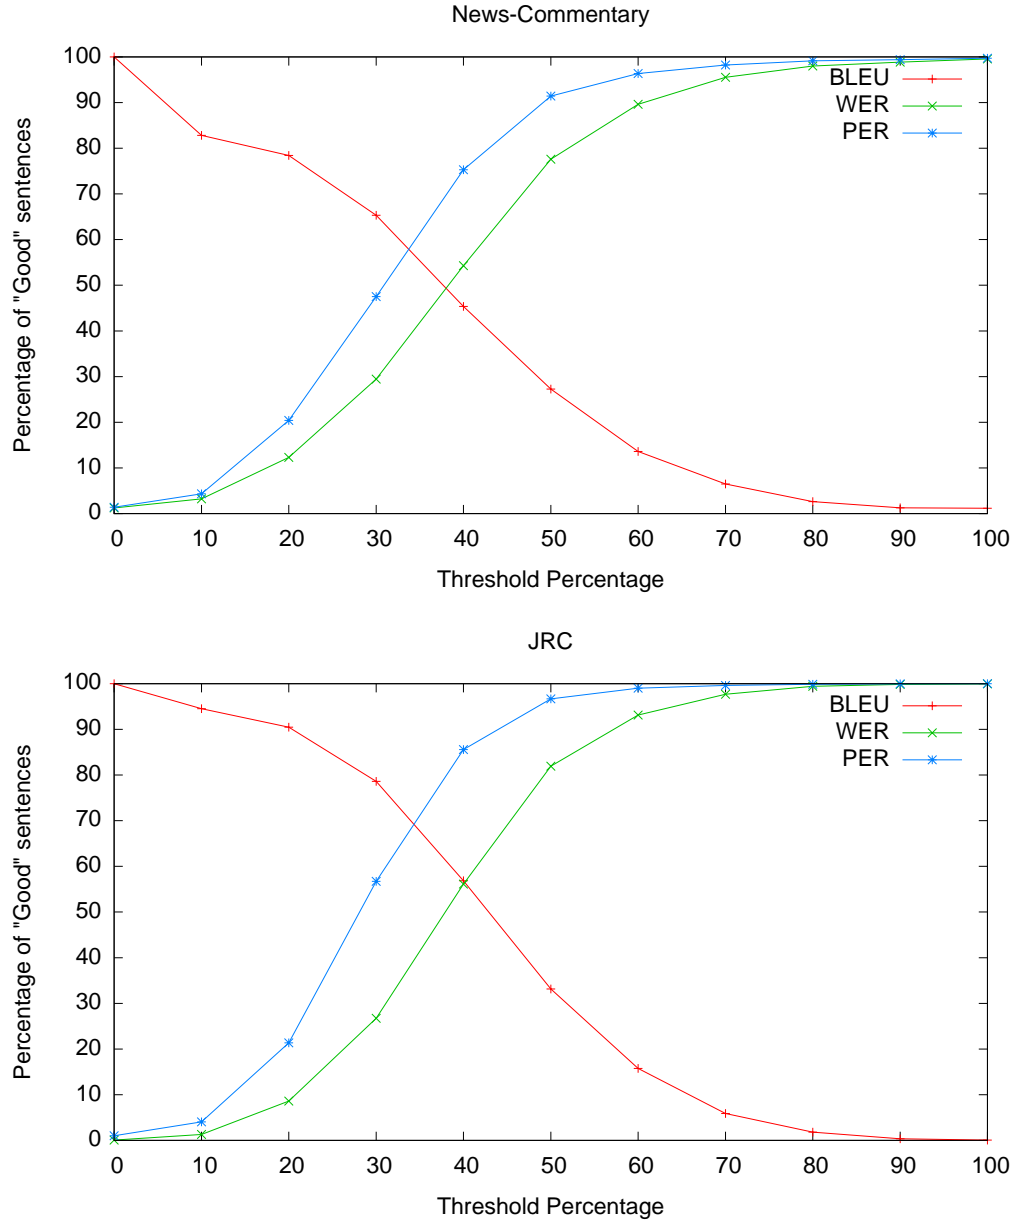 News-Commentary
100
90
80
70
60
50
40
30
20
10
0
Percentage of "Good" sentences
BLEU
WER
PER
0 10 20 30 40 50 60 70 80 90 100
Threshold Percentage
JRC
100
90
80
70
60
50
40
30
20
10
0
Percentage of "Good" sentences
BLEU
WER
PER
0 10 20 30 40 50 60 70 80 90 100
Threshold Percentage